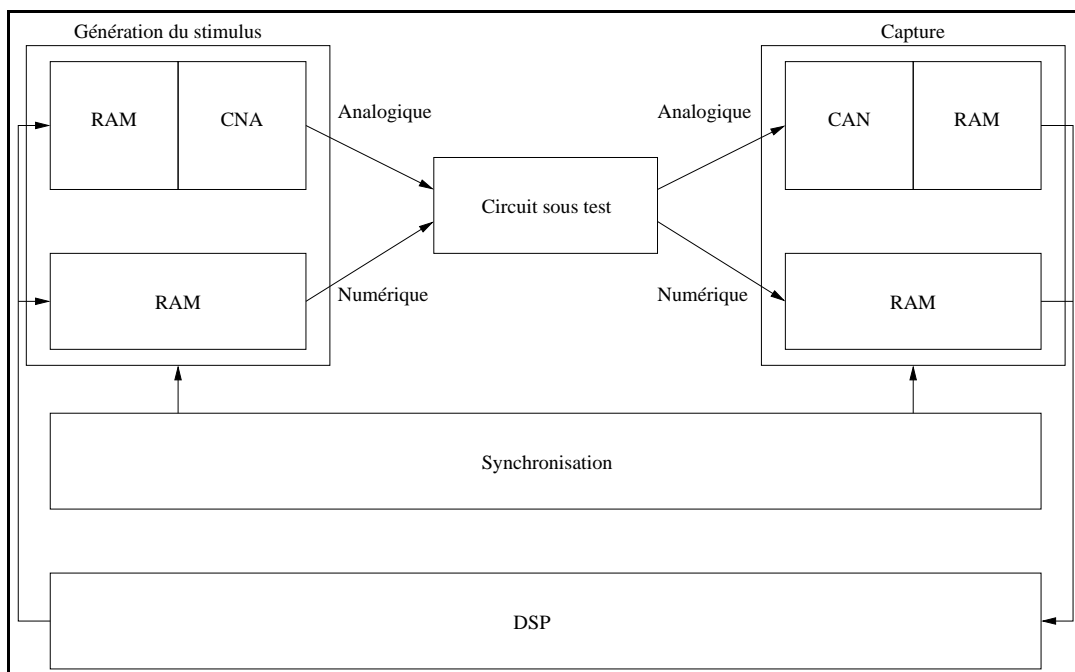 Génération du stimulus
Capture
RAM
CNA
Analogique
Analogique
CAN
RAM
Circuit sous test
RAM
Numérique
Numérique
RAM
Synchronisation
DSP